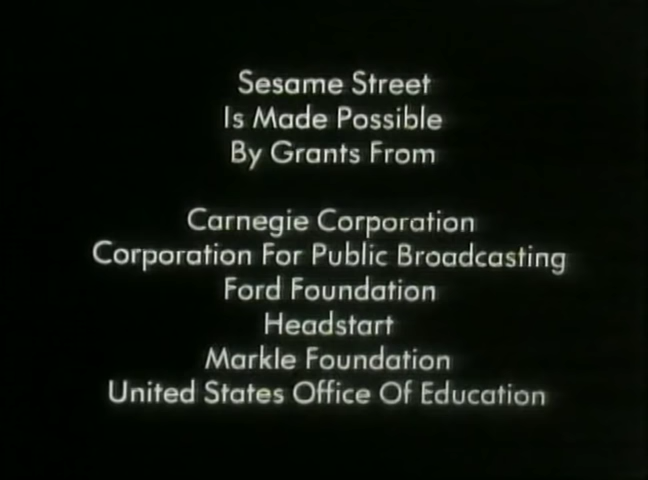 Sesame Street
Is Made Possible
By Grants From
Carnegie Corporation
Corporation For Public Broadcasting
Ford Foundation
Headstart
Markle Foundation
United States Office Of Education